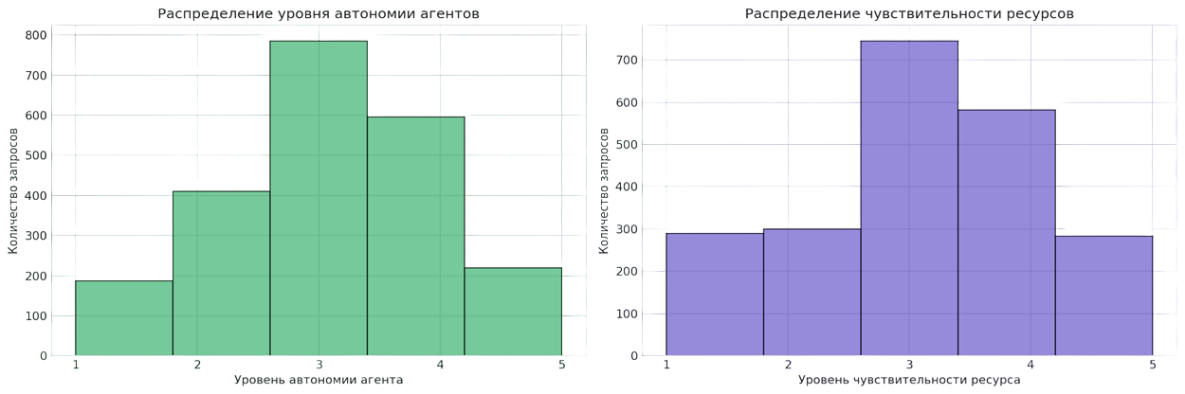 Распределение уровня автономии агентов
Количество запросов
800
700
600
500
400
300
200
100
0
1 2 3 4 5
Уровень автономии агента
Распределение чувствительности ресурсов
Количество запросов
700
600
500
400
300
200
100
0
1 2 3 4 5
Уровень чувствительности ресурса